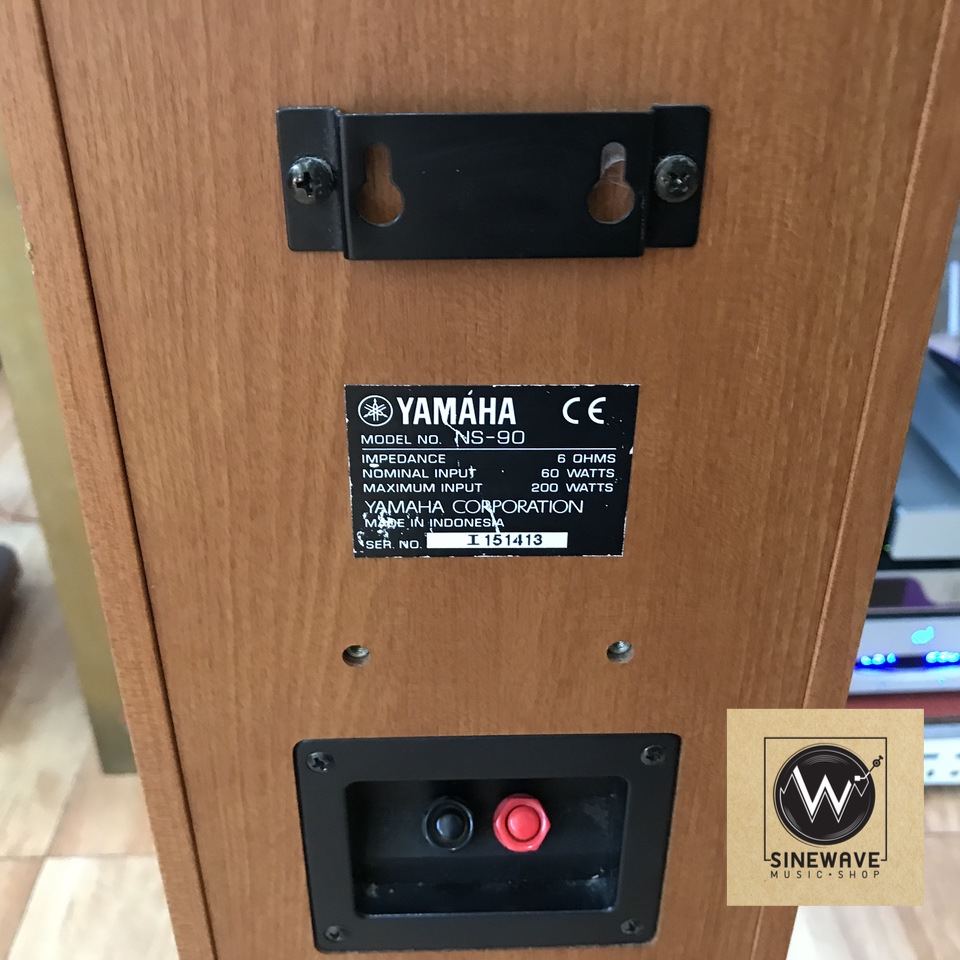 YAMAHA CE
MODEL NO. NS-90
IMPEDANCE 6 OHMS
NOMINAL INPUT 60 WATTS
MAXIMUM INPUT 200 WATTS
YAMAHA CORPORATION
MADE IN INDONESIA
SER. NO. I 151413
W
SINEWAVE
MUSIC • SHOP